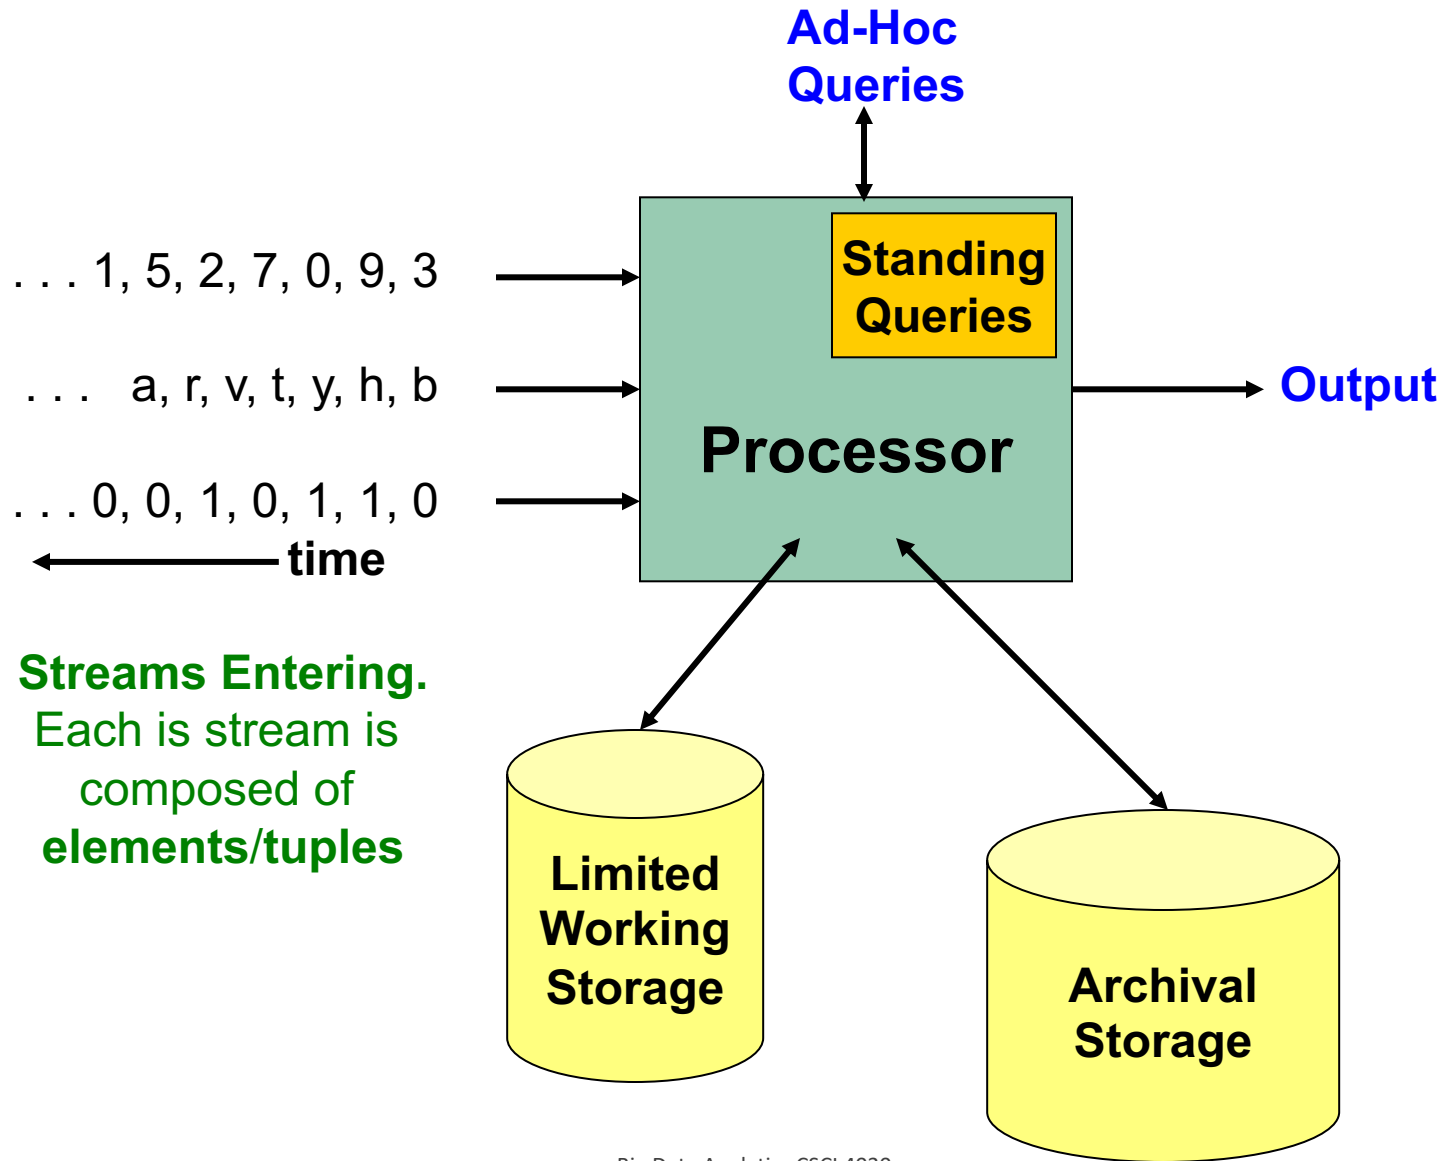 Ad-Hoc
Queries
. . . 1, 5, 2, 7, 0, 9, 3
Standing
Queries
. . . a, r, v, t, y, h, b
Output
Processor
. . . 0, 0, 1, 0, 1, 1, 0
time
Streams Entering.
Each is stream is
composed of
elements/tuples
Limited
Working
Storage
Archival
Storage